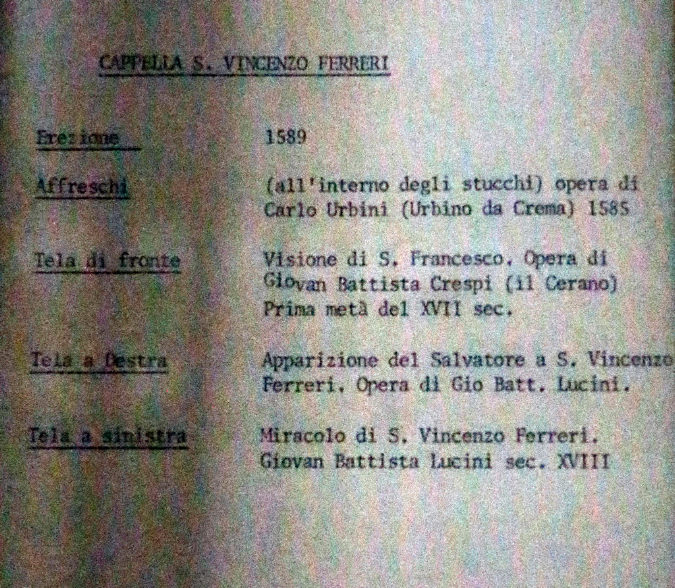 CAPPELLA S. VINCENZO FERRERI
Erezione 1589
Affreschi (all'interno degli stucchi) opera di
Carlo Urbini (Urbino da Crema) 1585
Tela di fronte Visione di S. Francesco. Opera di
Giovan Battista Crespi (il Cerano)
Prima metà del XVII sec.
Tela a Destra Apparizione del Salvatore a S. Vincenzo
Ferreri. Opera di Gio Batt. Lucini.
Tela a sinistra Miracolo di S. Vincenzo Ferreri.
Giovan Battista Lucini sec. XVIII